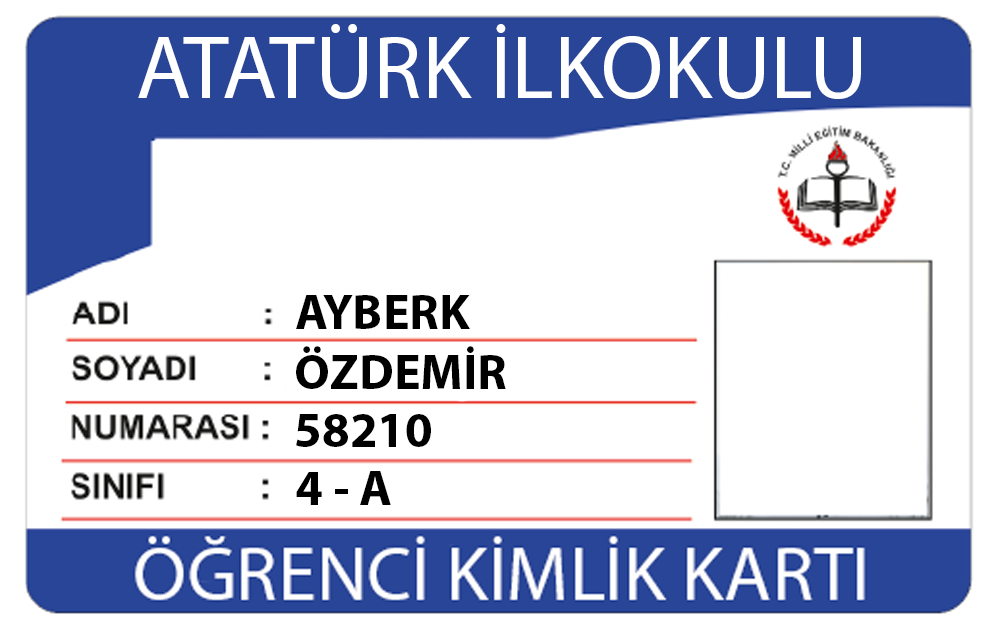 ATATÜRK İLKOKULU
T.C. MİLLİ EĞİTİM BAKANLIĞI
ADI : AYBERK
SOYADI : ÖZDEMİR
NUMARASI : 58210
SINIFI : 4 - A
ÖĞRENCİ KİMLİK KARTI